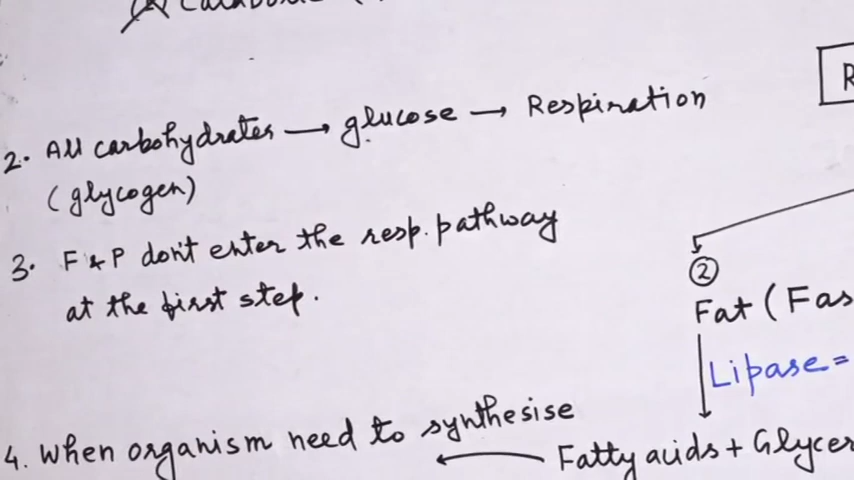 2. All carbohydrates → glucose → Respiration
(glycogen)
3. F & P don't enter the resp. pathway
at the first step.
4. When organism need to synthesise
R
②
Fat (Fas
Lipase =
Fatty acids + Glycer